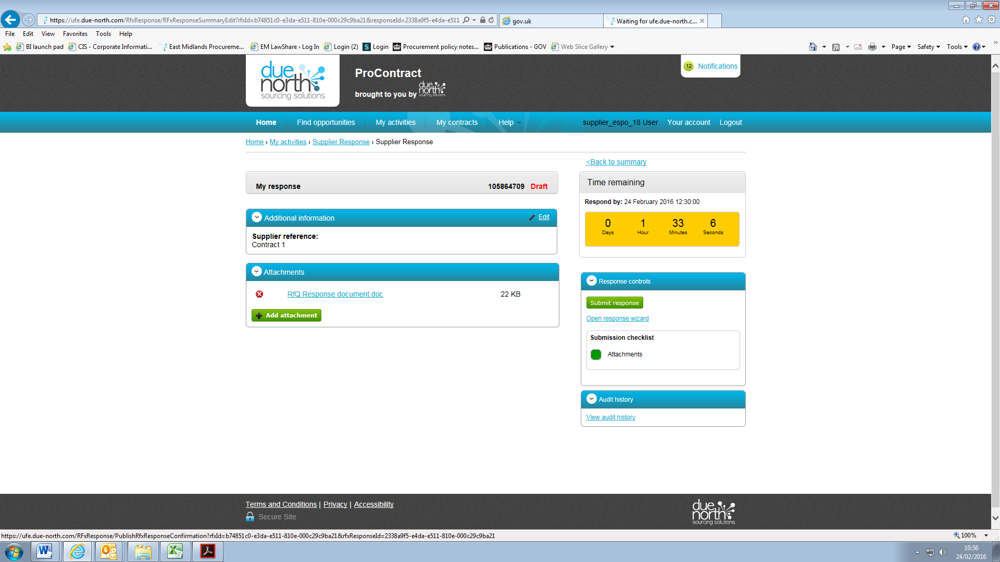 https://ufe.due-north.com/RfxResponse/RFxResponseSummaryEdit?rfxId=b74851c0-e3da-e511-810e-000c29c9ba21&responseId=2338a9f5-e4da-e511
gov.uk
Waiting for ufe.due-north.c...
File Edit View Favorites Tools Help
BI launch pad
CIS - Corporate Informati...
East Midlands Procureme...
EM LawShare › Log In
Login (2)
Login
Procurement policy notes...
Publications - GOV
Web Slice Gallery
Page
Safety
Tools
due north
sourcing solutions
ProContract
brought to you by due north sourcing solutions
12 Notifications
Home
Find opportunities
My activities
My contracts
Help
supplier_espo_18 User
Your account
Logout
Home › My activities › Supplier Response › Supplier Response
<Back to summary
My response 105864709 Draft
Additional information Edit
Supplier reference:
Contract 1
Attachments
RfQ Response document.doc 22 KB
Add attachment
Time remaining
Respond by: 24 February 2016 12:30:00
0 1 33 6
Days Hour Minutes Seconds
Response controls
Submit response
Open response wizard
Submission checklist
Attachments
Audit history
View audit history
Terms and Conditions | Privacy | Accessibility
Secure Site
due north
sourcing solutions
https://ufe.due-north.com/RFxResponse/PublishRfxResponseConfirmation?rfxId=b74851c0-e3da-e511-810e-000c29c9ba21&rfxResponseId=2338a9f5-e4da-e511-810e-000c29c9ba21
100%
10:56
24/02/2016